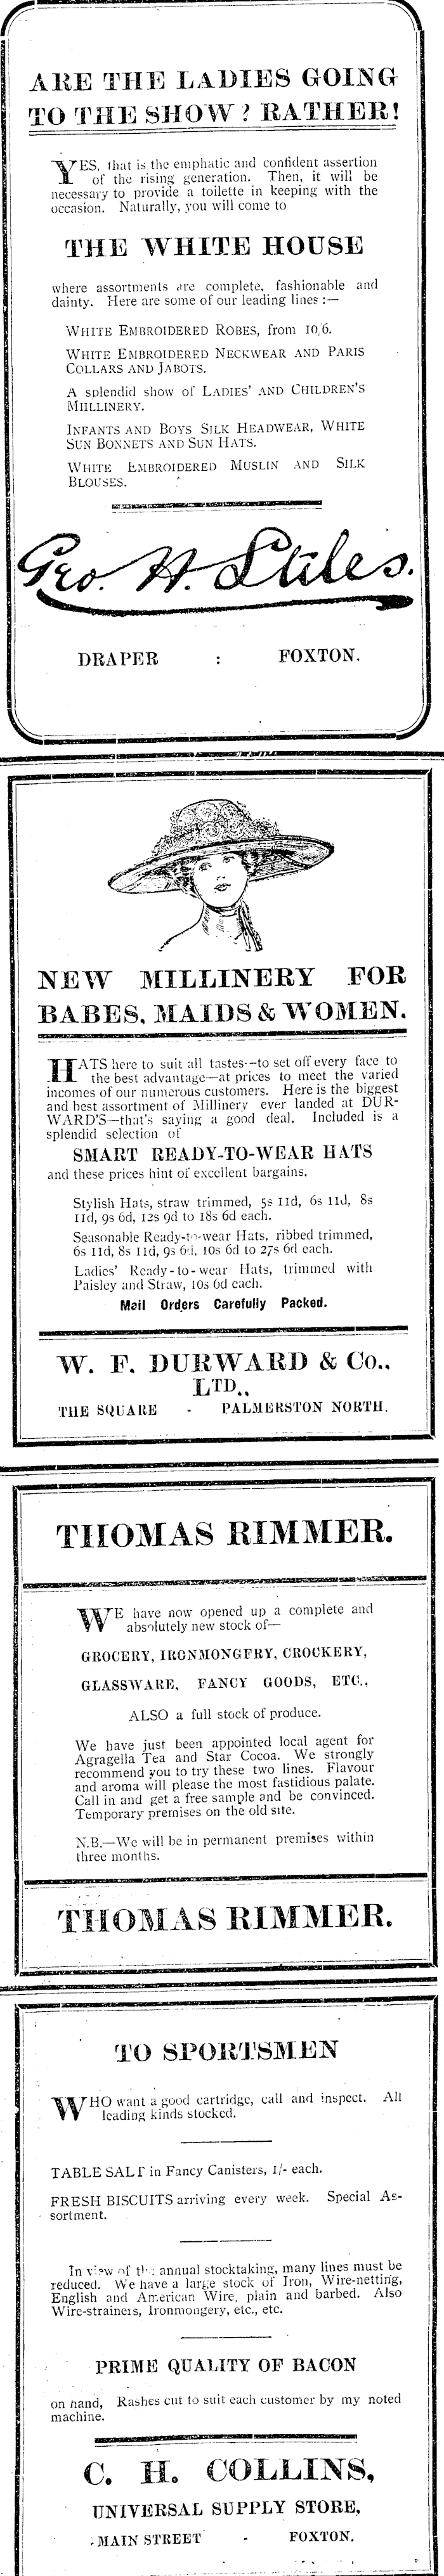 ARE THE LADIES GOING
TO THE SHOW? RATHER!
YES, that is the emphatic and confident assertion
of the rising generation. Then, it will be
necessary to provide a toilette in keeping with the
occasion. Naturally, you will come to
THE WHITE HOUSE
where assortments are complete, fashionable and
dainty. Here are some of our leading lines :—
WHITE EMBROIDERED ROBES, from 10/6.
WHITE EMBROIDERED NECKWEAR AND PARIS
COLLARS AND JABOTS.
A splendid show of LADIES' AND CHILDREN'S
MILLINERY.
INFANTS AND BOYS SILK HEADWEAR, WHITE
SUN BONNETS AND SUN HATS.
WHITE EMBROIDERED MUSLIN AND SILK
BLOUSES.
Geo. H. Stiles.
DRAPER : FOXTON.
NEW MILLINERY FOR
BABES, MAIDS & WOMEN.
HATS here to suit all tastes--to set off every face to
the best advantage—at prices to meet the varied
incomes of our numerous customers. Here is the biggest
and best assortment of Millinery ever landed at DUR-
WARD'S—that's saying a good deal. Included is a
splendid selection of
SMART READY-TO-WEAR HATS
and these prices hint of excellent bargains.
Stylish Hats, straw trimmed, 5s 11d, 6s 11d, 8s
11d, 9s 6d, 12s 9d to 18s 6d each.
Seasonable Ready-to-wear Hats, ribbed trimmed,
6s 11d, 8s 11d, 9s 6d, 10s 6d to 27s 6d each.
Ladies' Ready-to-wear Hats, trimmed with
Paisley and Straw, 10s 6d each.
Mail Orders Carefully Packed.
W. F. DURWARD & Co.,
LTD.,
THE SQUARE - PALMERSTON NORTH.
THOMAS RIMMER.
WE have now opened up a complete and
absolutely new stock of—
GROCERY, IRONMONGERY, CROCKERY,
GLASSWARE, FANCY GOODS, ETC.,
ALSO a full stock of produce.
We have just been appointed local agent for
Agragella Tea and Star Cocoa. We strongly
recommend you to try these two lines. Flavour
and aroma will please the most fastidious palate.
Call in and get a free sample and be convinced.
Temporary premises on the old site.
N.B.—We will be in permanent premises within
three months.
THOMAS RIMMER.
TO SPORTSMEN
WHO want a good cartridge, call and inspect. All
leading kinds stocked.
TABLE SALT in Fancy Canisters, 1/- each.
FRESH BISCUITS arriving every week. Special As-
sortment.
In view of the annual stocktaking, many lines must be
reduced. We have a large stock of Iron, Wire-netting,
English and American Wire, plain and barbed. Also
Wire-strainers, Ironmongery, etc., etc.
PRIME QUALITY OF BACON
on hand, Rashes cut to suit each customer by my noted
machine.
C. H. COLLINS,
UNIVERSAL SUPPLY STORE,
MAIN STREET - FOXTON.